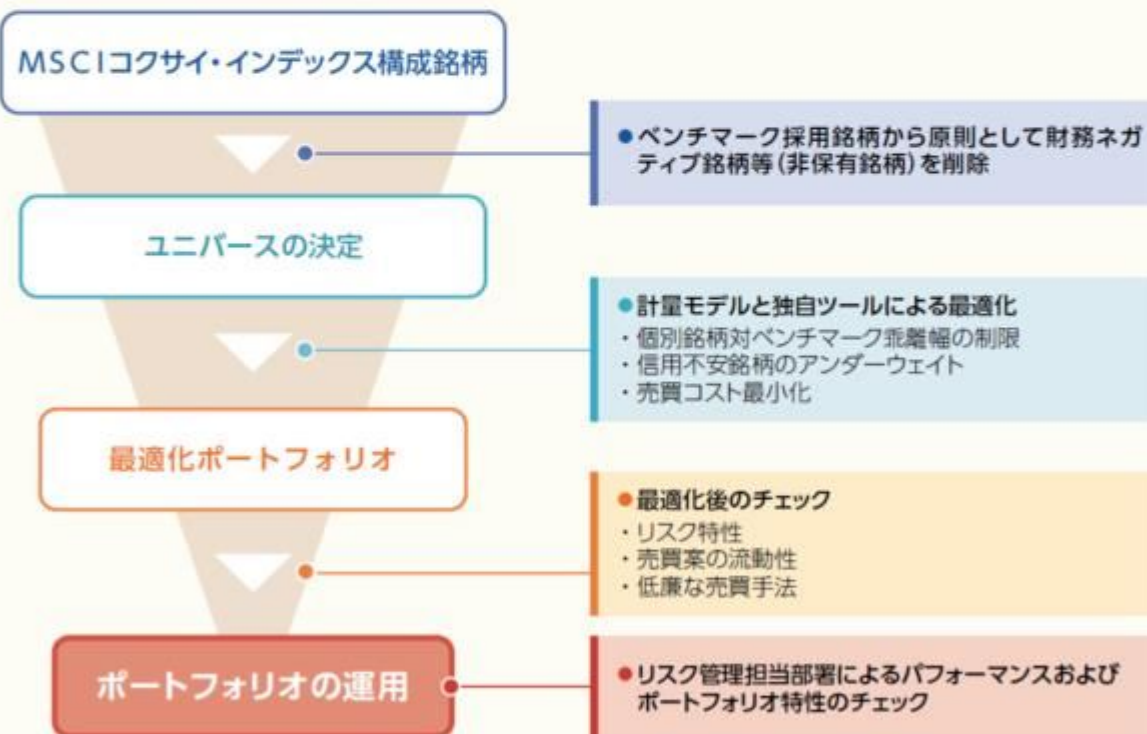 MSCIコクサイ・インデックス構成銘柄
●ベンチマーク採用銘柄から原則として財務ネガ
ティブ銘柄等(非保有銘柄)を削除
ユニバースの決定
●計量モデルと独自ツールによる最適化
・個別銘柄対ベンチマーク乖離幅の制限
・信用不安銘柄のアンダーウェイト
・売買コスト最小化
最適化ポートフォリオ
●最適化後のチェック
・リスク特性
・売買案の流動性
・低廉な売買手法
ポートフォリオの運用
●リスク管理担当部署によるパフォーマンスおよび
ポートフォリオ特性のチェック